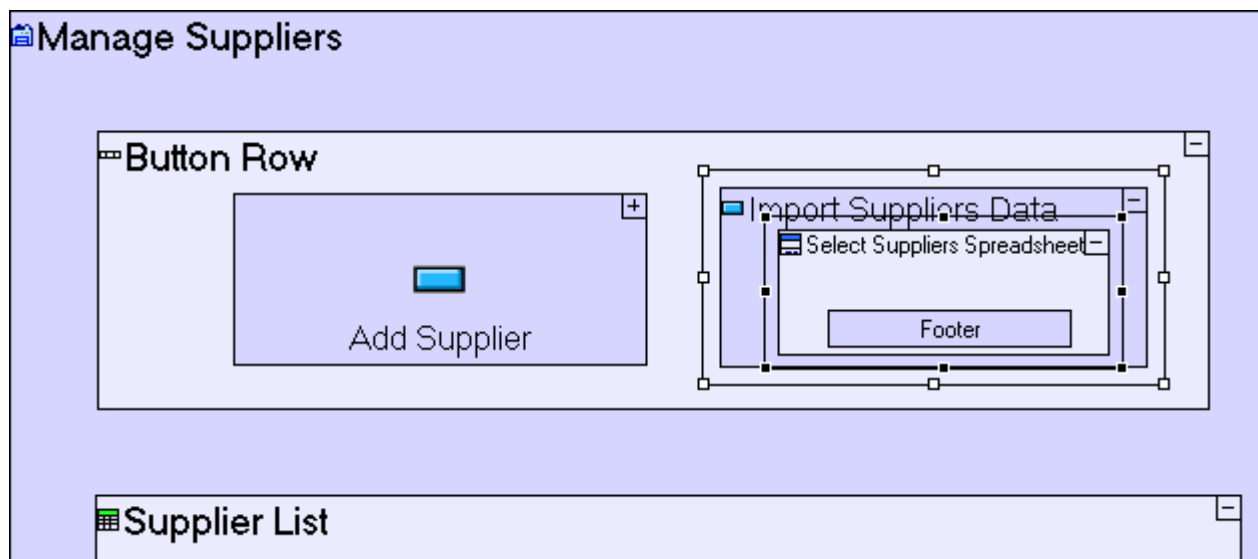 Manage Suppliers
Button Row
Import Suppliers Data
Select Suppliers Spreadsheet
Footer
Add Supplier
Supplier List